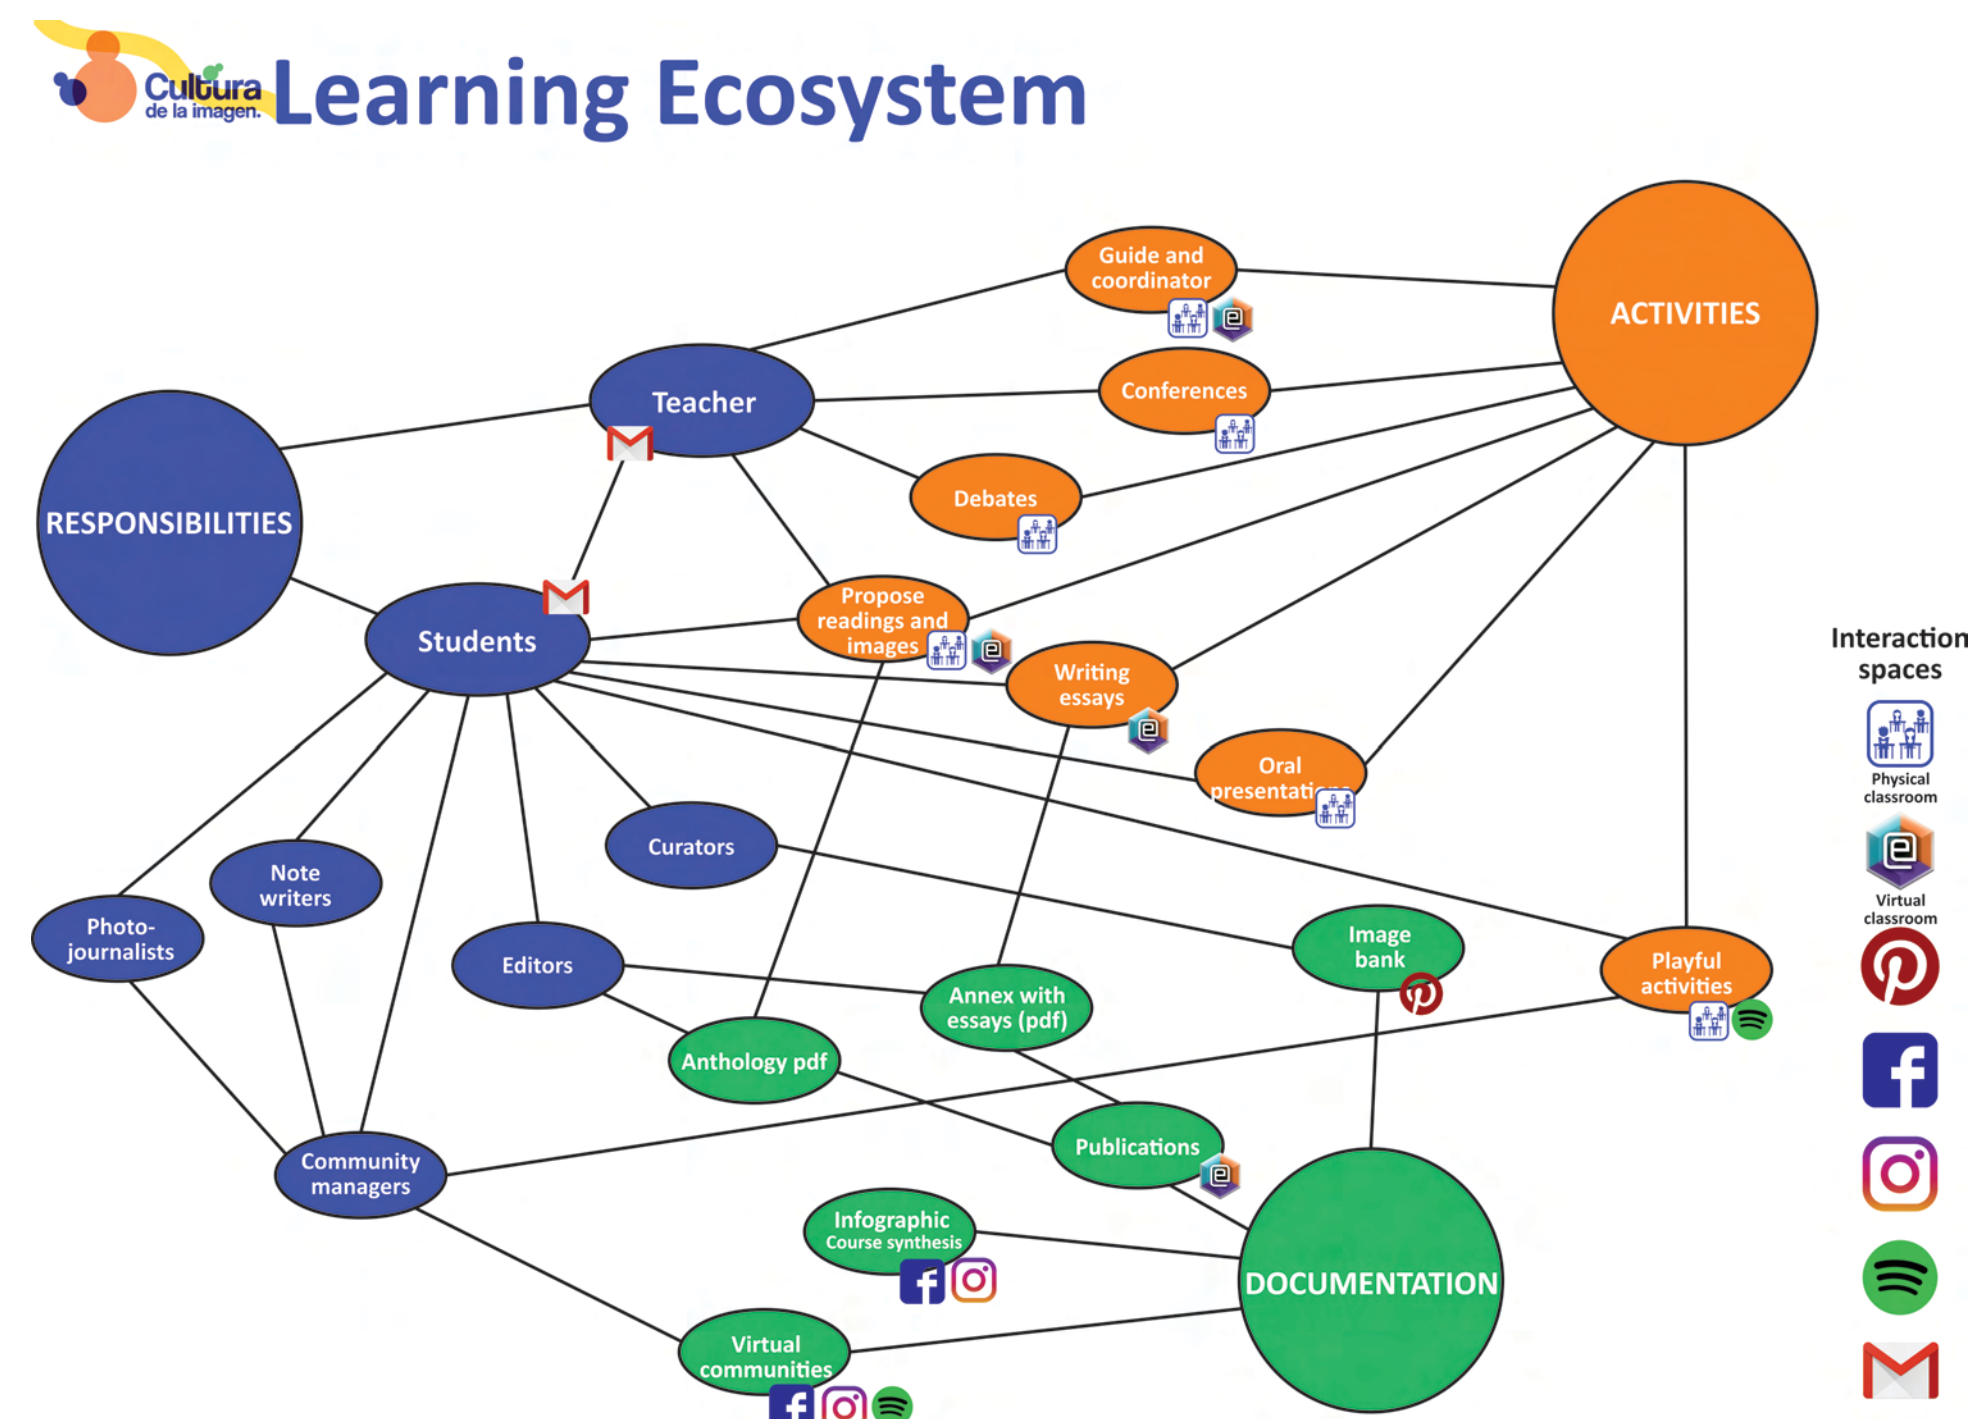 Cultura
de la imagen.
Learning Ecosystem
Guide and
coordinator
ACTIVITIES
Conferences
Teacher
Debates
RESPONSIBILITIES
Propose
readings and
images
Students
Writing
essays
Oral
Interaction
spaces
Physical
classroom
Virtual
classroom
Curators
Note
writers
Photo-
journalists
Editors
Image
bank
Playful
activities
Annex with
essays (pdf)
Anthology pdf
Publications
Community
managers
Infographic
Course synthesis
DOCUMENTATION
Virtual
communities